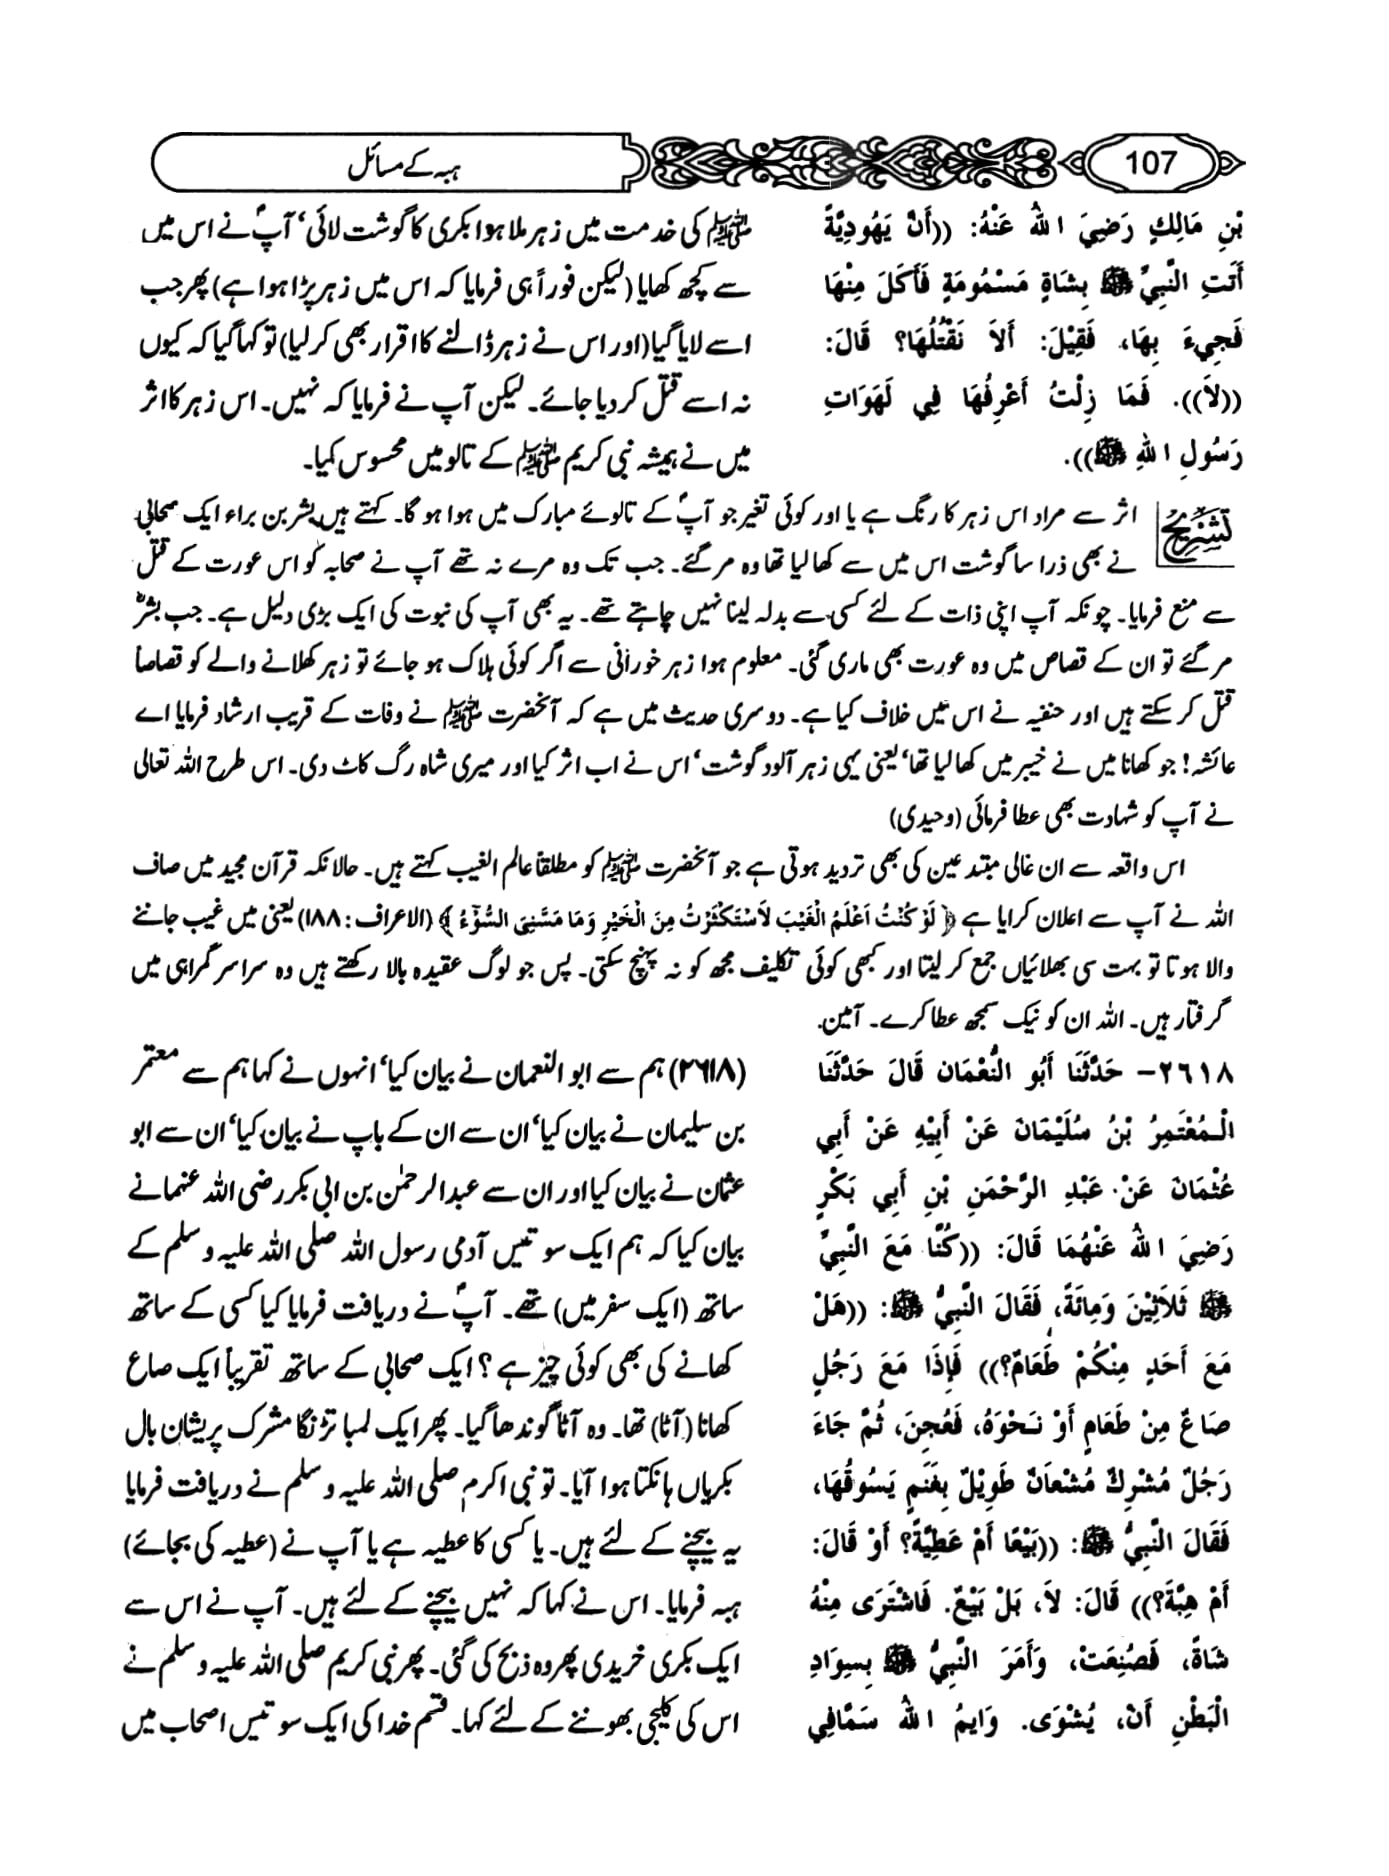 107
ہبہ کے مسائل
بْنِ مَالِكٍ رَضِيَ اللهُ عَنْهُ: ((أَنَّ يَهُودِيَّةً
أَتَتِ النَّبِيَّ ﷺ بِشَاةٍ مَسْمُومَةٍ فَأَكَلَ مِنْهَا
فَجِيءَ بِهَا، فَقِيْلَ: أَلاَ نَقْتُلُهَا؟ قَالَ:
((لاَ)). فَمَا زِلْتُ أَعْرِفُهَا فِي لَهَوَاتِ
رَسُولِ اللهِ ﷺ)).
ﷺ کی خدمت میں زہر ملا ہوا بکری کا گوشت لائی‘ آپؐ نے اس میں
سے کچھ کھایا (لیکن فوراً ہی فرمایا کہ اس میں زہر پڑا ہوا ہے) پھر جب
اسے لایا گیا (اور اس نے زہر ڈالنے کا اقرار بھی کر لیا) تو کہا گیا کہ کیوں
نہ اسے قتل کر دیا جائے۔ لیکن آپ نے فرمایا کہ نہیں۔ اس زہر کا اثر
میں نے ہمیشہ نبی کریم ﷺ کے تالو میں محسوس کیا۔
تشریح
اثر سے مراد اس زہر کا رنگ ہے یا اور کوئی تغیر جو آپؐ کے تالوئے مبارک میں ہوا ہو گا۔ کہتے ہیں بشر بن براء ایک صحابی
نے بھی ذرا سا گوشت اس میں سے کھا لیا تھا وہ مر گئے۔ جب تک وہ مرے نہ تھے آپ نے صحابہ کو اس عورت کے قتل
سے منع فرمایا۔ چونکہ آپ اپنی ذات کے لئے کسی سے بدلہ لینا نہیں چاہتے تھے۔ یہ بھی آپ کی نبوت کی ایک بڑی دلیل ہے۔ جب بشرؓ
مر گئے تو ان کے قصاص میں وہ عورت بھی ماری گئی۔ معلوم ہوا زہر خورانی سے اگر کوئی ہلاک ہو جائے تو زہر کھلانے والے کو قصاصاً
قتل کر سکتے ہیں اور حنفیہ نے اس میں خلاف کیا ہے۔ دوسری حدیث میں ہے کہ آنحضرت ﷺ نے وفات کے قریب ارشاد فرمایا اے
عائشہ! جو کھانا میں نے خیبر میں کھا لیا تھا‘ یعنی یہی زہر آلود گوشت‘ اس نے اب اثر کیا اور میری شاہ رگ کاٹ دی۔ اس طرح اللہ تعالی
نے آپ کو شہادت بھی عطا فرمائی (وحیدی)
اس واقعہ سے ان غالی مبتدعین کی بھی تردید ہوتی ہے جو آنحضرت ﷺ کو مطلقاً عالم الغیب کہتے ہیں۔ حالانکہ قرآن مجید میں صاف
اللہ نے آپ سے اعلان کرایا ہے ﴿ لَوْ كُنْتُ اَعْلَمُ الْغَيْبَ لَاسْتَكْثَرْتُ مِنَ الْخَيْرِ وَمَا مَسَّنِىَ السُّوْٓءُ ﴾ (الاعراف: ۱۸۸) یعنی میں غیب جاننے
والا ہوتا تو بہت سی بھلائیاں جمع کر لیتا اور کبھی کوئی تکلیف مجھ کو نہ پہنچ سکتی۔ پس جو لوگ عقیدہ بالا رکھتے ہیں وہ سراسر گمراہی میں
گرفتار ہیں۔ اللہ ان کو نیک سمجھ عطا کرے۔ آمین.
٢٦١٨- حَدَّثَنَا أَبُو النُّعْمَان قَالَ حَدَّثَنَا
الْمُعْتَمِرُ بْنُ سُلَيْمَانَ عَنْ أَبِيْهِ عَنْ أَبِي
عُثْمَانَ عَنْ عَبْدِ الرَّحْمَنِ بْنِ أَبِي بَكْرٍ
رَضِيَ اللهُ عَنْهُمَا قَالَ: ((كُنَّا مَعَ النَّبِيِّ
ﷺ ثَلاَثِيْنَ وَمِائَةً، فَقَالَ النَّبِيُّ ﷺ: ((هَلْ
مَعَ أَحَدٍ مِنْكُمْ طَعَامٌ؟)) فَإِذَا مَعَ رَجُلٍ
صَاعٌ مِنْ طَعَامٍ أَوْ نَحْوَهُ، فَعُجِنَ، ثُمَّ جَاءَ
رَجُلٌ مُشْرِكٌ مُشْعَانٌ طَوِيْلٌ بِغَنَمٍ يَسُوقُهَا،
فَقَالَ النَّبِيُّ ﷺ: ((بَيْعًا أَمْ عَطِيَّةً؟ أَوْ قَالَ:
أَمْ هِبَّةً؟)) قَالَ: لاَ، بَلْ بَيْعٌ. فَاشْتَرَى مِنْهُ
شَاةً، فَصُنِعَتْ، وَأَمَرَ النَّبِيُّ ﷺ بِسِوَادِ
الْبَطْنِ أَنْ، يُشْوَى. وَايمُ اللهُ سَمَّافِي
(۲۶۱۸) ہم سے ابو النعمان نے بیان کیا‘ انہوں نے کہا ہم سے معتمر
بن سلیمان نے بیان کیا‘ ان سے ان کے باپ نے بیان کیا‘ ان سے ابو
عثمان نے بیان کیا اور ان سے عبدالرحمٰن بن ابی بکر رضی اللہ عنہما نے
بیان کیا کہ ہم ایک سو تیس آدمی رسول اللہ صلی اللہ علیہ و سلم کے
ساتھ (ایک سفر میں) تھے۔ آپؐ نے دریافت فرمایا کیا کسی کے ساتھ
کھانے کی بھی کوئی چیز ہے؟ ایک صحابی کے ساتھ تقریباً ایک صاع
کھانا (آٹا) تھا۔ وہ آٹا گوندھا گیا۔ پھر ایک لمبا تڑنگا مشرک پریشان بال
بکریاں ہانکتا ہوا آیا۔ تو نبی اکرم صلی اللہ علیہ و سلم نے دریافت فرمایا
یہ بیچنے کے لئے ہیں۔ یا کسی کا عطیہ ہے یا آپ نے (عطیہ کی بجائے)
ہبہ فرمایا۔ اس نے کہا کہ نہیں بیچنے کے لئے ہیں۔ آپ نے اس سے
ایک بکری خریدی پھر وہ ذبح کی گئی۔ پھر نبی کریم صلی اللہ علیہ و سلم نے
اس کی کلیجی بھوننے کے لئے کہا۔ قسم خدا کی ایک سو تیس اصحاب میں